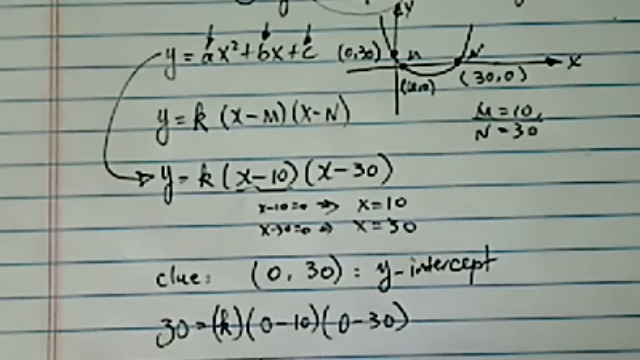 y = ax² + bx + c
y
(0,30)
M
N
x
(10,0)
(30,0)
y = k (x-M)(x-N)
M=10,
N=30
y = k (x-10)(x-30)
x-10=0 ⇒ x=10
x-30=0 ⇒ x=30
clue: (0, 30) : y-intercept
30 = (k)(0-10)(0-30)